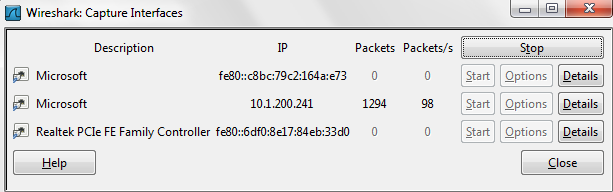 Wireshark: Capture Interfaces
Description IP Packets Packets/s Stop
Microsoft fe80::c8bc:79c2:164a:e73 0 0 Start Options Details
Microsoft 10.1.200.241 1294 98 Start Options Details
Realtek PCIe FE Family Controller fe80::6df0:8e17:84eb:33d0 0 0 Start Options Details
Help Close